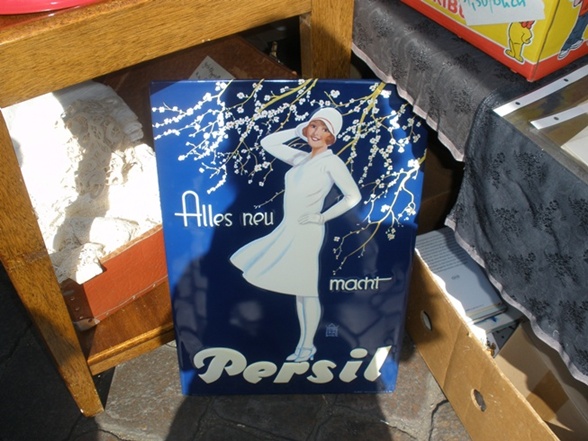 Alles neu
macht
Persil